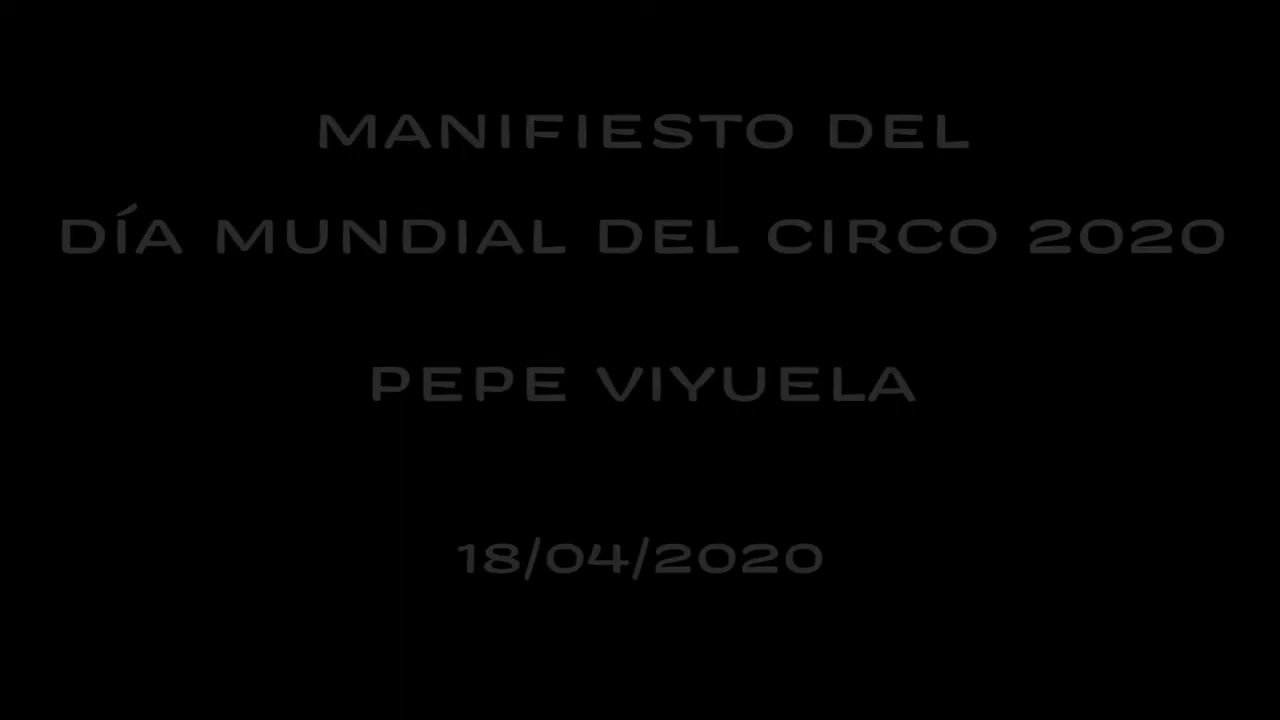 MANIFIESTO DEL
DÍA MUNDIAL DEL CIRCO 2020
PEPE VIYUELA
18/04/2020